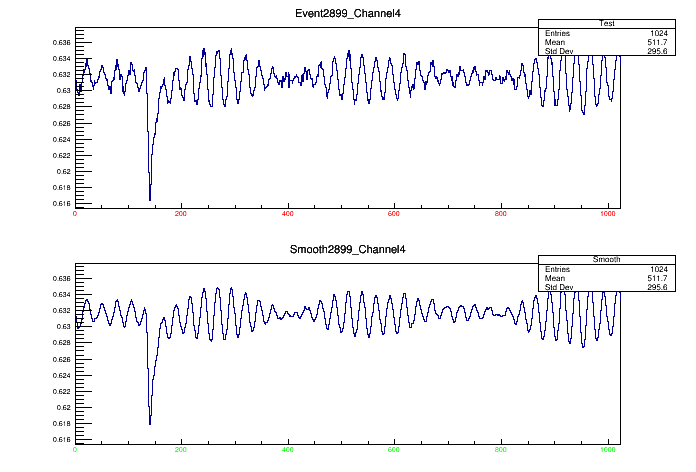 Event2899_Channel4
Test
Entries 1024
Mean 511.7
Std Dev 295.6
0.636
0.634
0.632
0.63
0.628
0.626
0.624
0.622
0.62
0.618
0.616
0 200 400 600 800 1000
Smooth2899_Channel4
Smooth
Entries 1024
Mean 511.7
Std Dev 295.6
0.636
0.634
0.632
0.63
0.628
0.626
0.624
0.622
0.62
0.618
0.616
0 200 400 600 800 1000